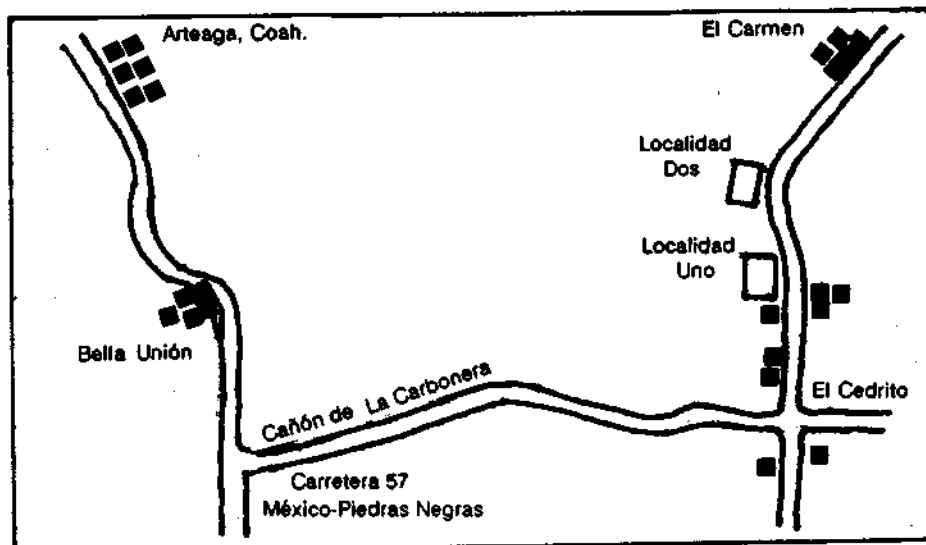 Arteaga, Coah.
El Carmen
Localidad
Dos
Localidad
Uno
Bella Unión
El Cedrito
Cañón de La Carbonera
Carretera 57
México-Piedras Negras